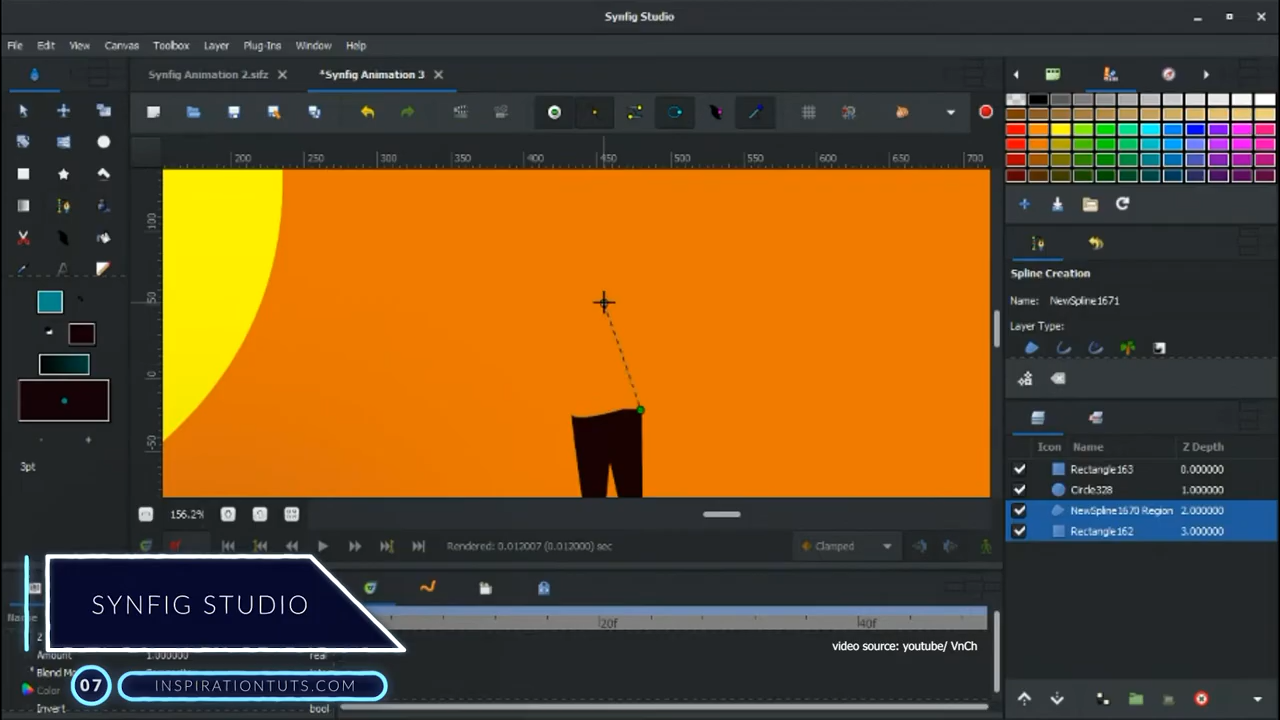 Synfig Studio
File Edit View Canvas Toolbox Layer Plug-Ins Window Help
Synfig Animation 2.sifz
*Synfig Animation 3
200 250 300 350 400 450 500 550 600 650 700
100
50
0
-50
Spline Creation
Name: NewSpline1671
Layer Type:
3pt
Icon Name Z Depth
Rectangle163 0.000000
Circle328 1.000000
NewSpline1670 Region 2.000000
Rectangle162 3.000000
156.2%
Rendered: 0.012007 (0.012000) sec
Clamped
20f 40f
SYNFIG STUDIO
video source: youtube/ VnCh
Amount 1.000000 real
Color
07
INSPIRATIONTUTS.COM
Invert bool